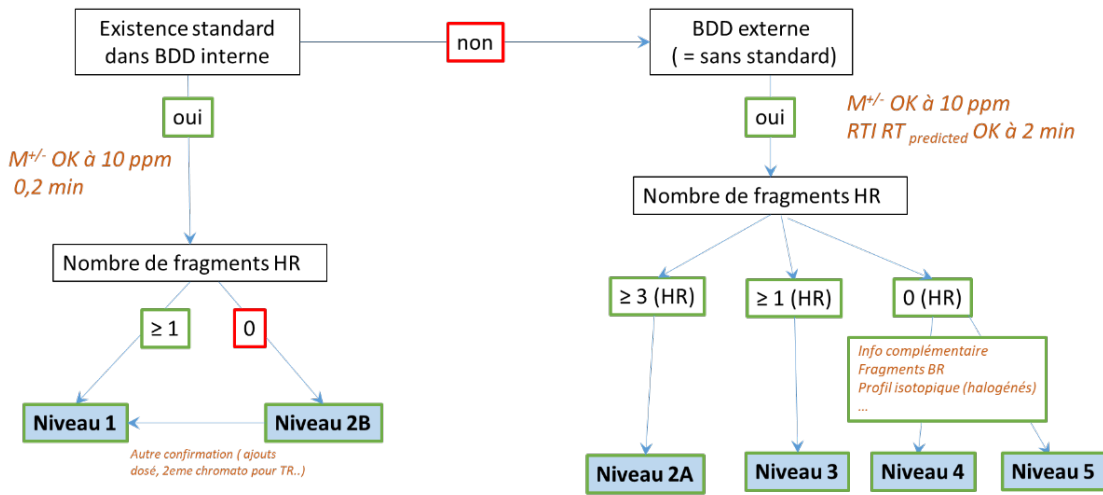 Existence standard
dans BDD interne
non
BDD externe
( = sans standard)
oui
M+/- OK à 10 ppm
0,2 min
oui
M+/- OK à 10 ppm
RTI RT predicted OK à 2 min
Nombre de fragments HR
≥ 1
0
Niveau 1
Niveau 2B
Autre confirmation ( ajouts
dosé, 2eme chromato pour TR..)
Nombre de fragments HR
≥ 3 (HR)
≥ 1 (HR)
0 (HR)
Info complémentaire
Fragments BR
Profil isotopique (halogénés)
...
Niveau 2A
Niveau 3
Niveau 4
Niveau 5